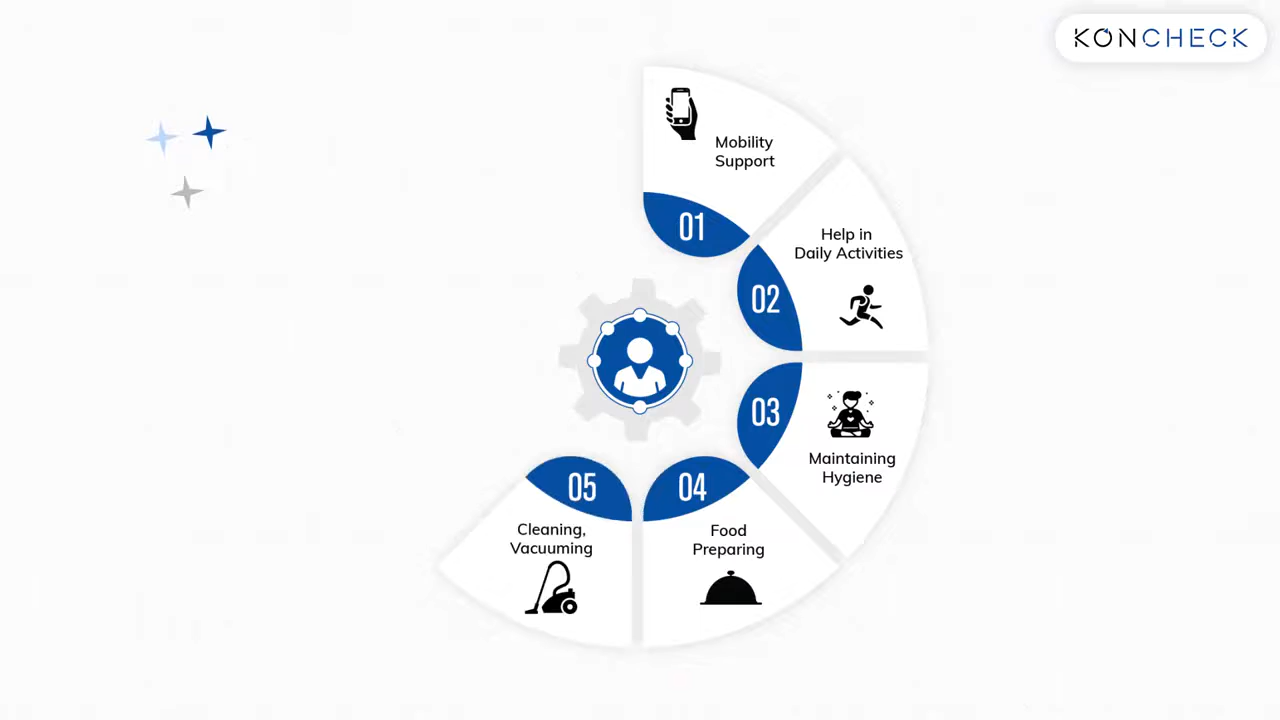 KONCHECK
Mobility
Support
01
Help in
Daily Activities
02
03
Maintaining
Hygiene
04
Food
Preparing
05
Cleaning,
Vacuuming